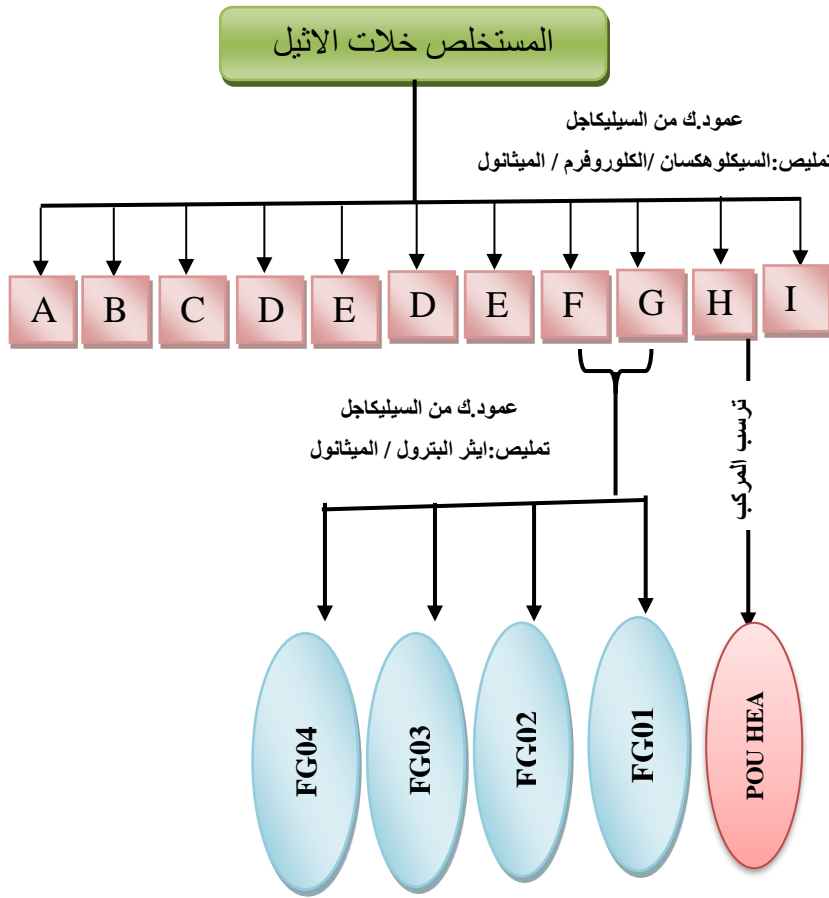 المستخلص خلات الاثيل
عمود.ك من السيليكاجل
تمليص:السيكلوهكسان /الكلوروفرم / الميثانول
A B C D E D E F G H I
عمود.ك من السيليكاجل
تمليص:ايثر البترول / الميثانول
ترسب المركب
FG04 FG03 FG02 FG01 POU HEA